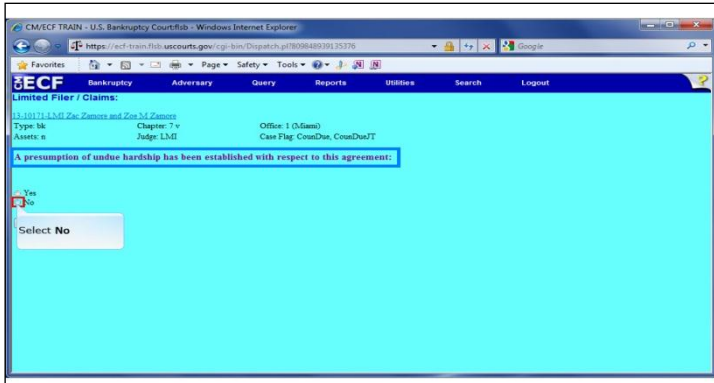 CM/ECF TRAIN - U.S. Bankruptcy Court:flsb - Windows Internet Explorer
https://ecf-train.flsb.uscourts.gov/cgi-bin/Dispatch.pl?809848939135376
Google
Favorites Page Safety Tools
ECF Bankruptcy Adversary Query Reports Utilities Search Logout ?
Limited Filer / Claims:
13-10171-LMI Zac Zamore and Zoe M Zamore
Type: bk Chapter: 7 v Office: 1 (Miami)
Assets: n Judge: LMI Case Flag: CounDue, CounDueJT
A presumption of undue hardship has been established with respect to this agreement:
Yes
No
Select No